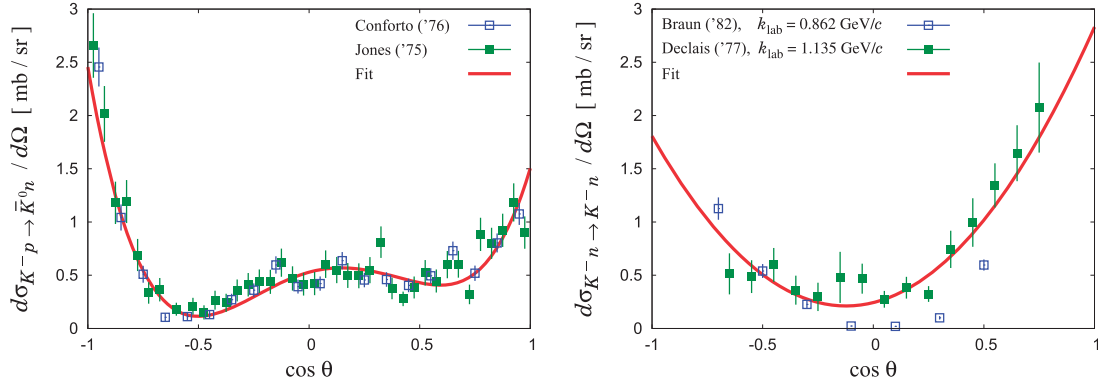 dσ_{K⁻p→K̄⁰n} / dΩ [ mb / sr ]
3
2.5
2
1.5
1
0.5
0
Conforto ('76)
Jones ('75)
Fit
-1 -0.5 0 0.5 1
cos θ
dσ_{K⁻n→K⁻n} / dΩ [ mb / sr ]
3
2.5
2
1.5
1
0.5
0
Braun ('82), k_lab = 0.862 GeV/c
Declais ('77), k_lab = 1.135 GeV/c
Fit
-1 -0.5 0 0.5 1
cos θ